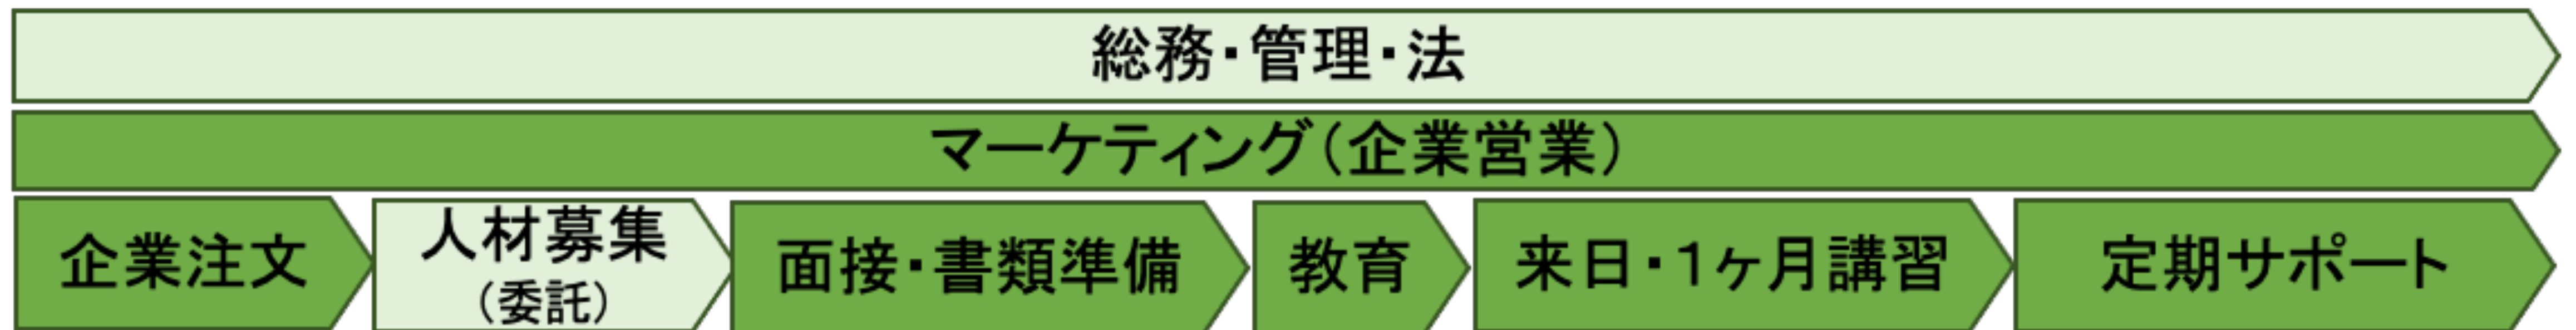 総務・管理・法
マーケティング（企業営業）
企業注文
人材募集
（委託）
面接・書類準備
教育
来日・１ヶ月講習
定期サポート